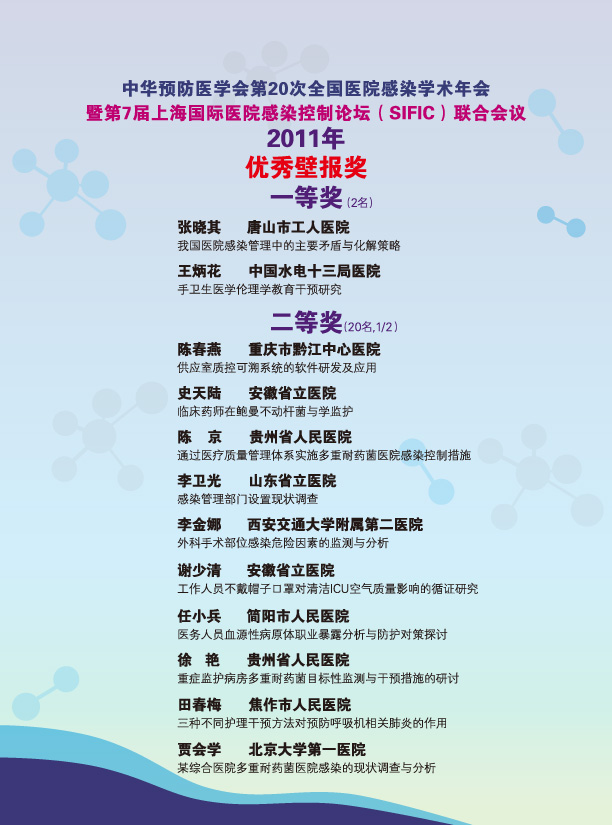 中华预防医学会第20次全国医院感染学术年会
暨第7届上海国际医院感染控制论坛（SIFIC）联合会议
2011年
优秀壁报奖
一等奖 (2名)
张晓其 唐山市工人医院
我国医院感染管理中的主要矛盾与化解策略
王炳花 中国水电十三局医院
手卫生医学伦理学教育干预研究
二等奖(20名,1/2)
陈春燕 重庆市黔江中心医院
供应室质控可溯系统的软件研发及应用
史天陆 安徽省立医院
临床药师在鲍曼不动杆菌与学监护
陈 京 贵州省人民医院
通过医疗质量管理体系实施多重耐药菌医院感染控制措施
李卫光 山东省立医院
感染管理部门设置现状调查
李金娜 西安交通大学附属第二医院
外科手术部位感染危险因素的监测与分析
谢少清 安徽省立医院
工作人员不戴帽子口罩对清洁ICU空气质量影响的循证研究
任小兵 简阳市人民医院
医务人员血源性病原体职业暴露分析与防护对策探讨
徐 艳 贵州省人民医院
重症监护病房多重耐药菌目标性监测与干预措施的研讨
田春梅 焦作市人民医院
三种不同护理干预方法对预防呼吸机相关肺炎的作用
贾会学 北京大学第一医院
某综合医院多重耐药菌医院感染的现状调查与分析